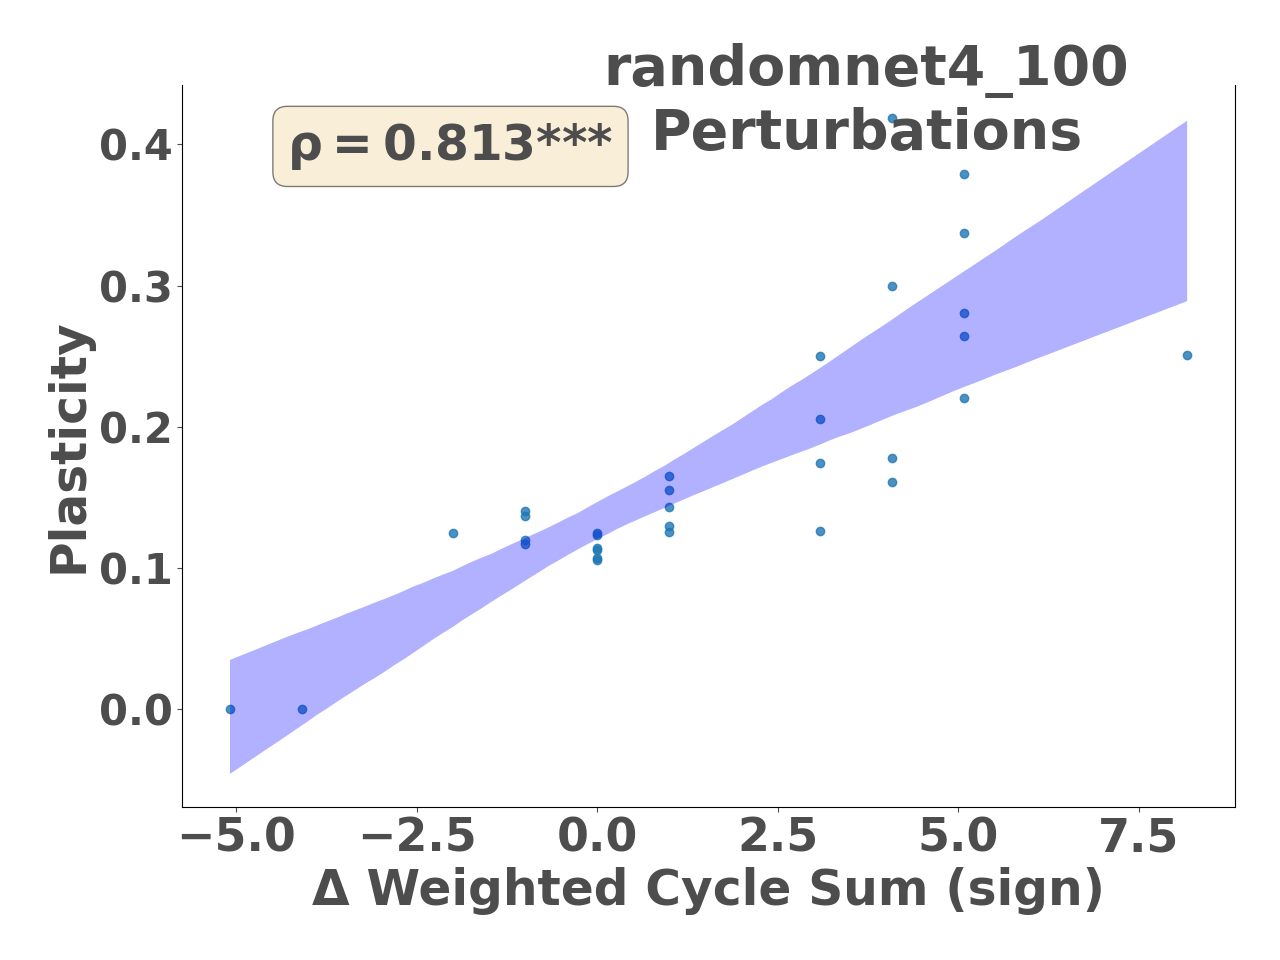 randomnet4_100
Perturbations
ρ = 0.813***
Plasticity
0.4
0.3
0.2
0.1
0.0
−5.0 −2.5 0.0 2.5 5.0 7.5
Δ Weighted Cycle Sum (sign)